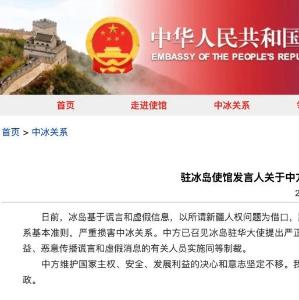 中华人民共和国
EMBASSY OF THE PEOPLE'S REPU
首页
走进使馆
中冰关系
首页 > 中冰关系
驻冰岛使馆发言人关于中方
2
日前，冰岛基于谎言和虚假信息，以所谓新疆人权问题为借口，
系基本准则，严重损害中冰关系。中方已召见冰岛驻华大使提出严正
益、恶意传播谎言和虚假消息的有关人员实施同等制裁。
中方维护国家主权、安全、发展利益的决心和意志坚定不移。我
政。